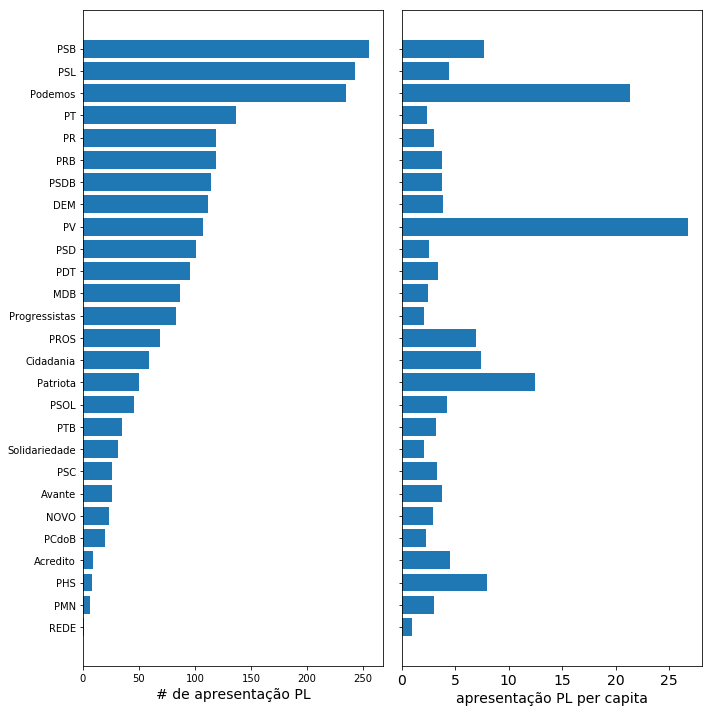 PSB
PSL
Podemos
PT
PR
PRB
PSDB
DEM
PV
PSD
PDT
MDB
Progressistas
PROS
Cidadania
Patriota
PSOL
PTB
Solidariedade
PSC
Avante
NOVO
PCdoB
Acredito
PHS
PMN
REDE
0 50 100 150 200 250
# de apresentação PL
0 5 10 15 20 25
apresentação PL per capita